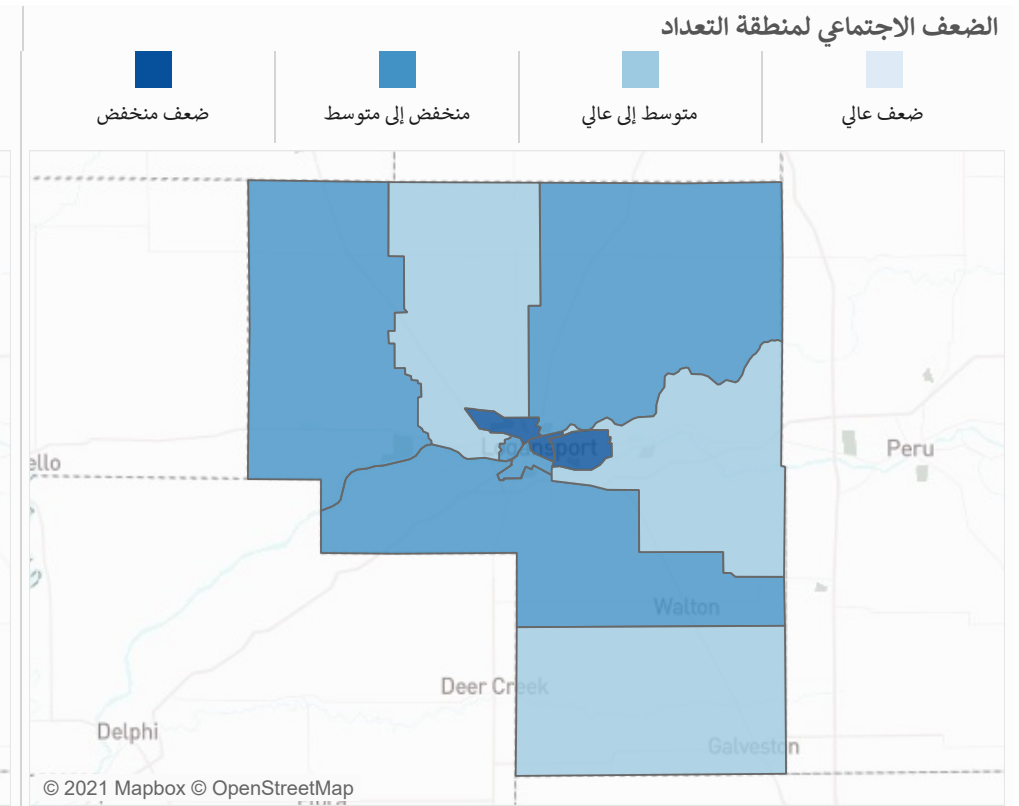 الضعف الاجتماعي لمنطقة التعداد
ضعف عالي
متوسط إلى عالي
منخفض إلى متوسط
ضعف منخفض
Logansport
ello
Peru
Walton
Deer Creek
Delphi
Galveston
© 2021 Mapbox © OpenStreetMap